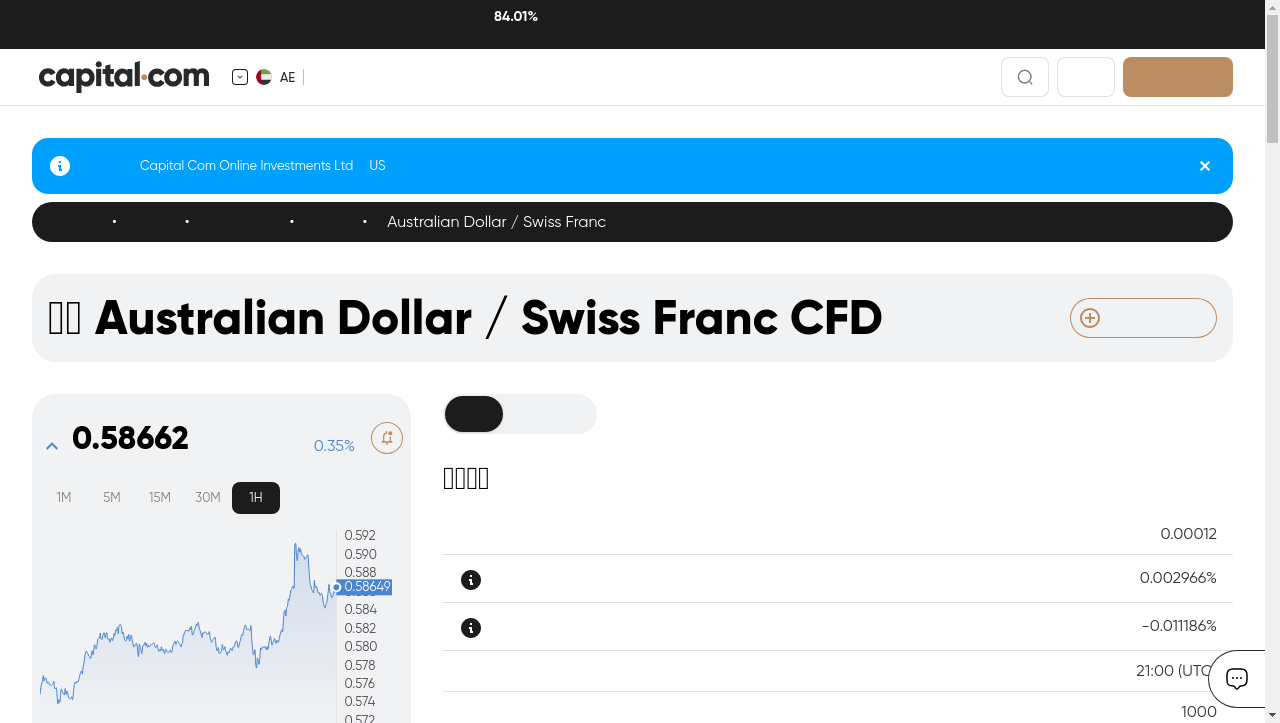 84.01%
capital.com
AE
Capital Com Online Investments Ltd US
Australian Dollar / Swiss Franc
Australian Dollar / Swiss Franc CFD
0.58662
0.35%
1M 5M 15M 30M 1H
0.592
0.590
0.588
0.58649
0.584
0.582
0.580
0.578
0.576
0.574
0.572
0.00012
0.002966%
-0.011186%
21:00 (UTC)
1000